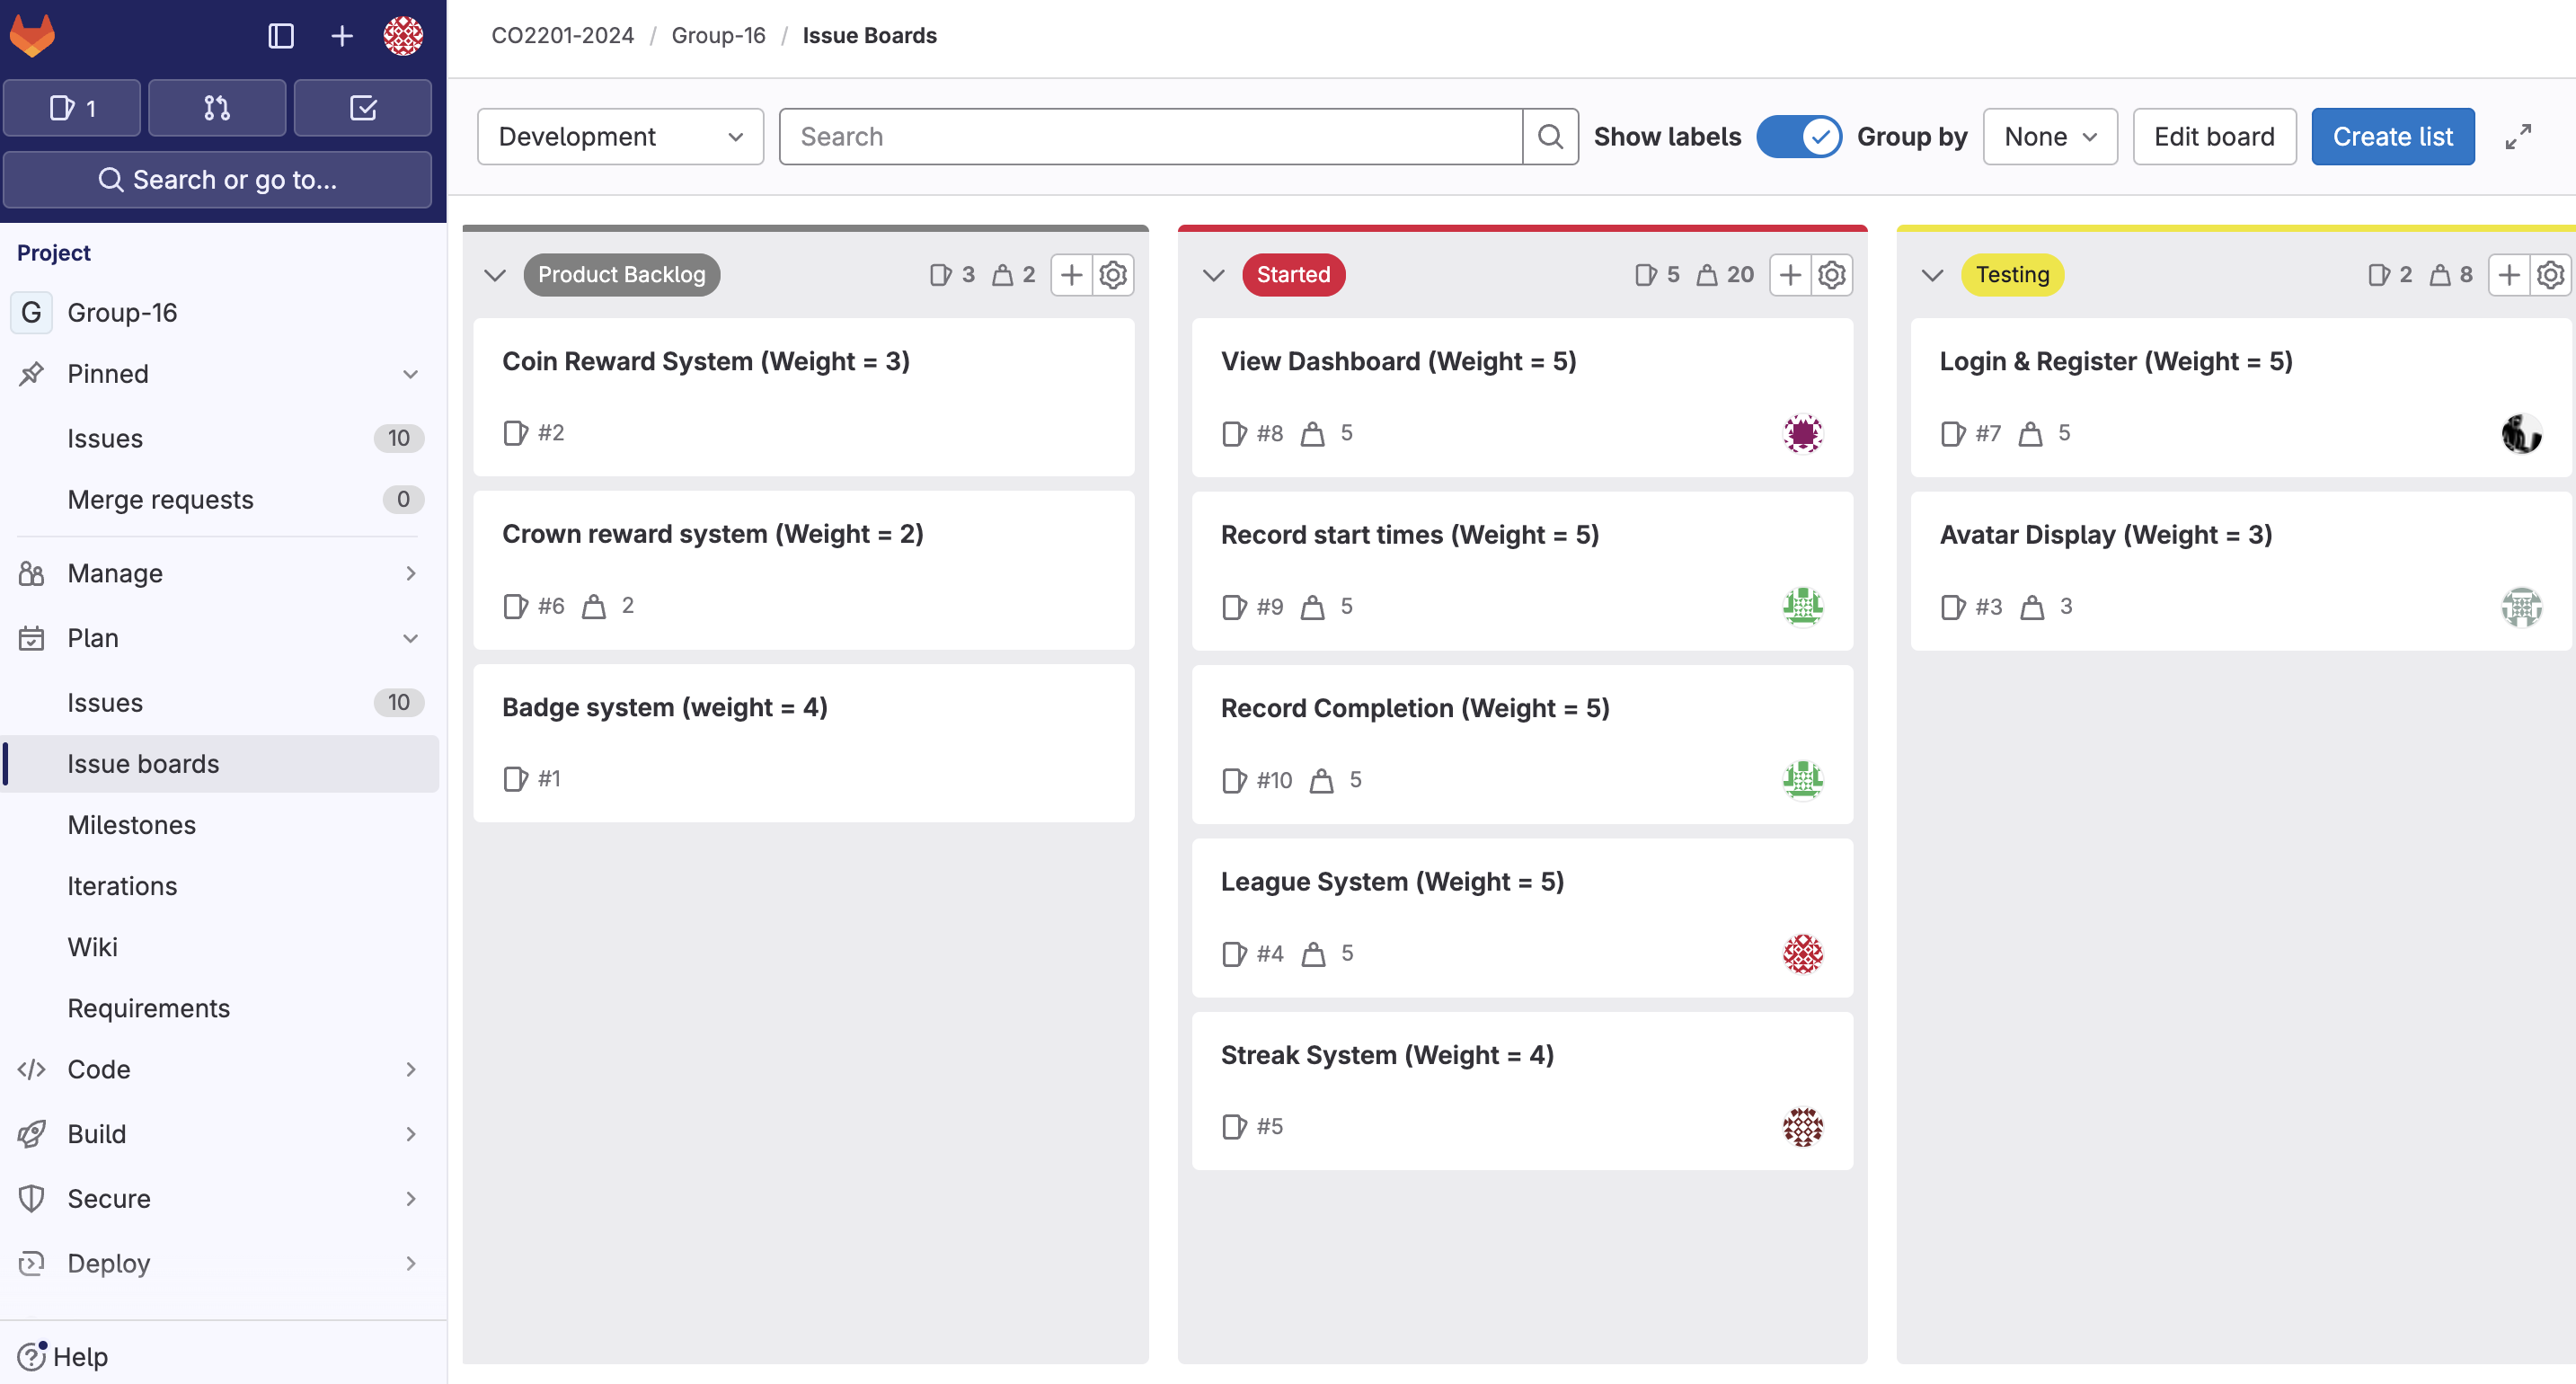 CO2201-2024 / Group-16 / Issue Boards
1
Search or go to...
Project
G Group-16
Pinned
Issues 10
Merge requests 0
Manage
Plan
Issues 10
Issue boards
Milestones
Iterations
Wiki
Requirements
Code
Build
Secure
Deploy
Help
Development
Search
Show labels
Group by
None
Edit board
Create list
Product Backlog 3 2
Coin Reward System (Weight = 3)
#2
Crown reward system (Weight = 2)
#6 2
Badge system (weight = 4)
#1
Started 5 20
View Dashboard (Weight = 5)
#8 5
Record start times (Weight = 5)
#9 5
Record Completion (Weight = 5)
#10 5
League System (Weight = 5)
#4 5
Streak System (Weight = 4)
#5
Testing 2 8
Login & Register (Weight = 5)
#7 5
Avatar Display (Weight = 3)
#3 3